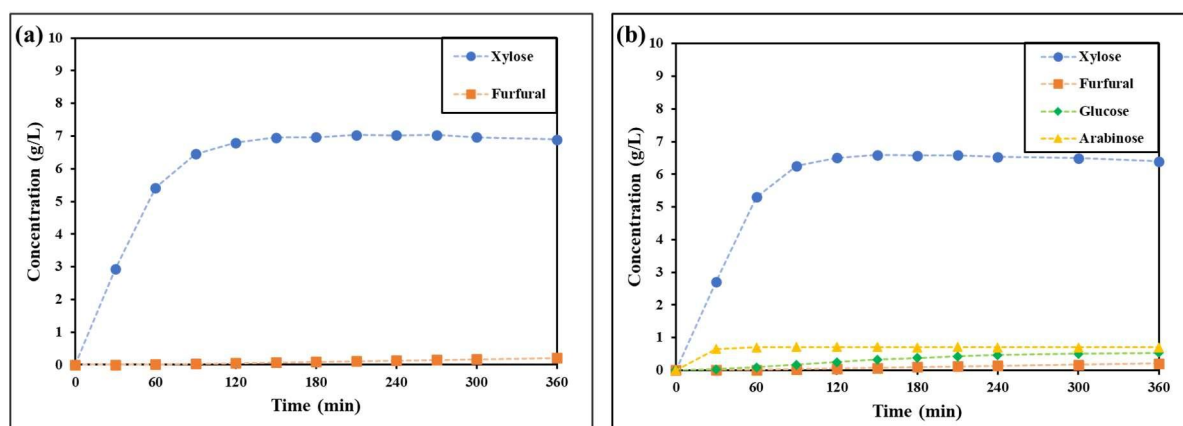 (a)
Concentration (g/L)
10
9
8
7
6
5
4
3
2
1
0
0 60 120 180 240 300 360
Time (min)
Xylose
Furfural
(b)
Concentration (g/L)
10
9
8
7
6
5
4
3
2
1
0
0 60 120 180 240 300 360
Time (min)
Xylose
Furfural
Glucose
Arabinose